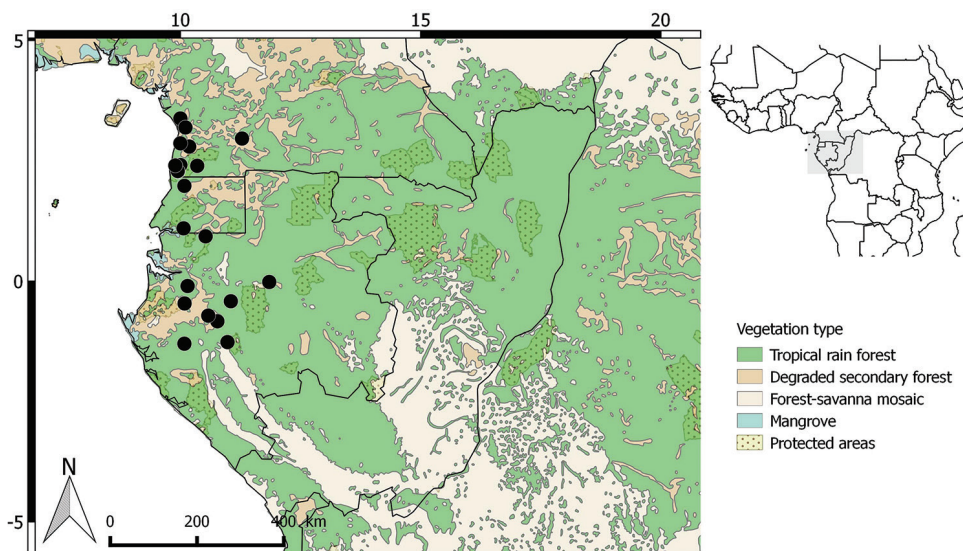 10 15 20
5
0
-5
N
0 200 400 km
Vegetation type
Tropical rain forest
Degraded secondary forest
Forest-savanna mosaic
Mangrove
Protected areas